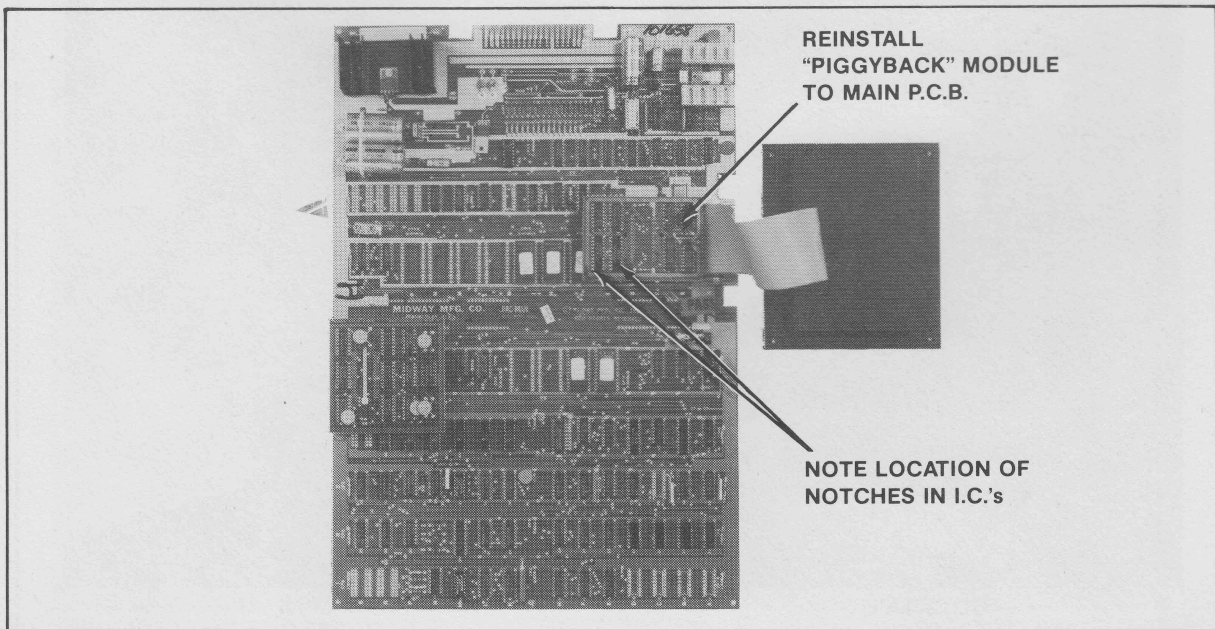 REINSTALL
“PIGGYBACK” MODULE
TO MAIN P.C.B.
MIDWAY MFG. CO.
NOTE LOCATION OF
NOTCHES IN I.C.'s